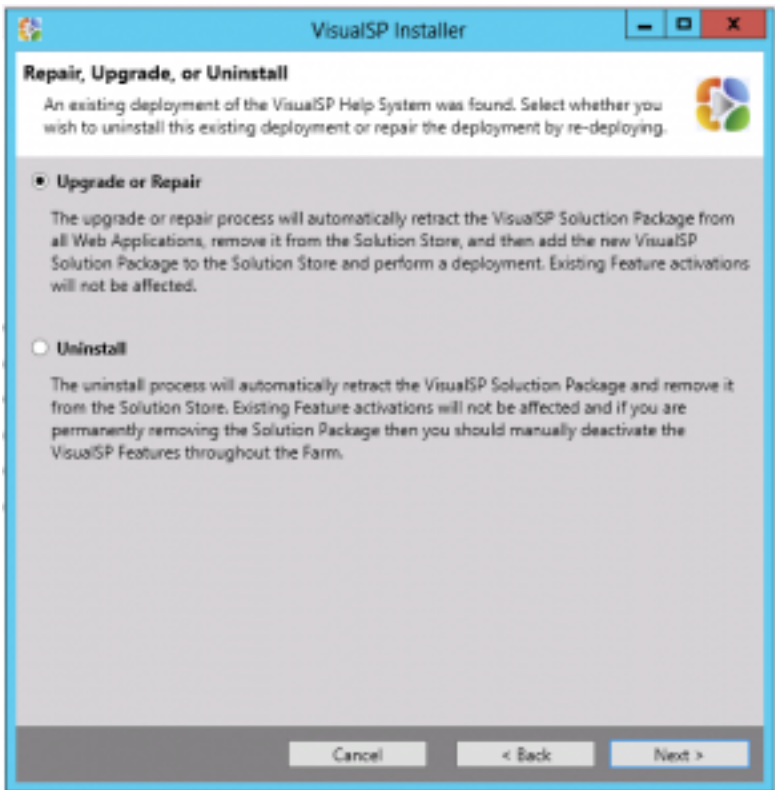 VisualSP Installer
Repair, Upgrade, or Uninstall
An existing deployment of the VisualSP Help System was found. Select whether you
wish to uninstall this existing deployment or repair the deployment by re-deploying.
Upgrade or Repair
The upgrade or repair process will automatically retract the VisualSP Soluction Package from
all Web Applications, remove it from the Solution Store, and then add the new VisualSP
Solution Package to the Solution Store and perform a deployment. Existing Feature activations
will not be affected.
Uninstall
The uninstall process will automatically retract the VisualSP Soluction Package and remove it
from the Solution Store. Existing Feature activations will not be affected and if you are
permanently removing the Solution Package then you should manually deactivate the
VisualSP Features throughout the Farm.
Cancel
< Back
Next >